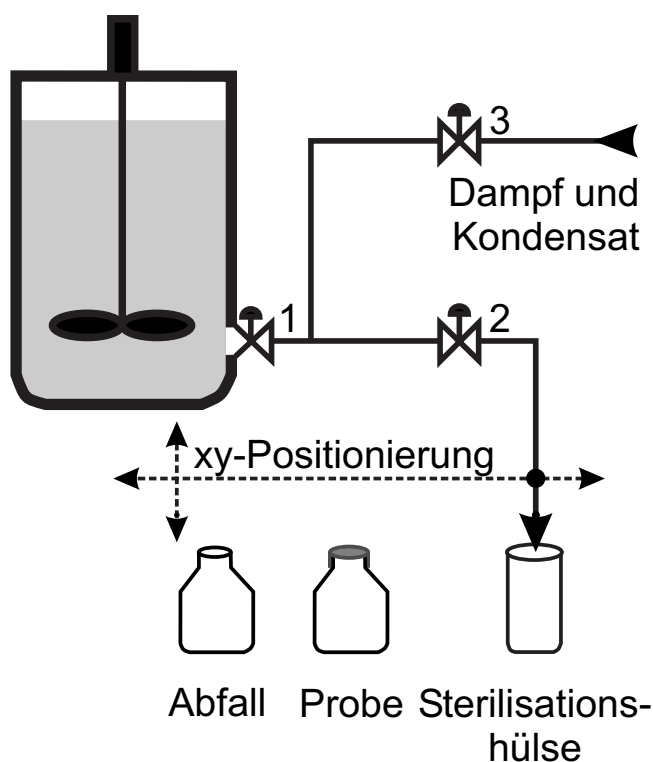 3
Dampf und
Kondensat
1
2
xy-Positionierung
Abfall
Probe
Sterilisations-
hülse